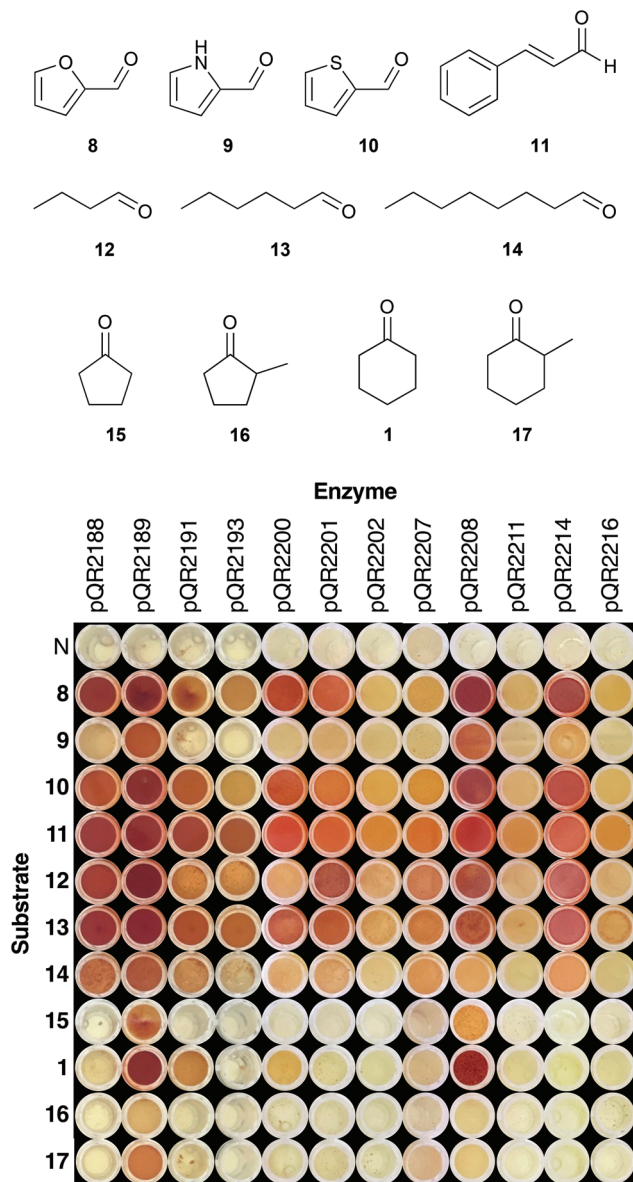 O O H N S O O H
8 9 10 11
O O O
12 13 14
O O O O
15 16 1 17
Enzyme
pQR2188 pQR2189 pQR2191 pQR2193 pQR2200 pQR2201 pQR2202 pQR2207 pQR2208 pQR2211 pQR2214 pQR2216
Substrate
N
8
9
10
11
12
13
14
15
1
16
17